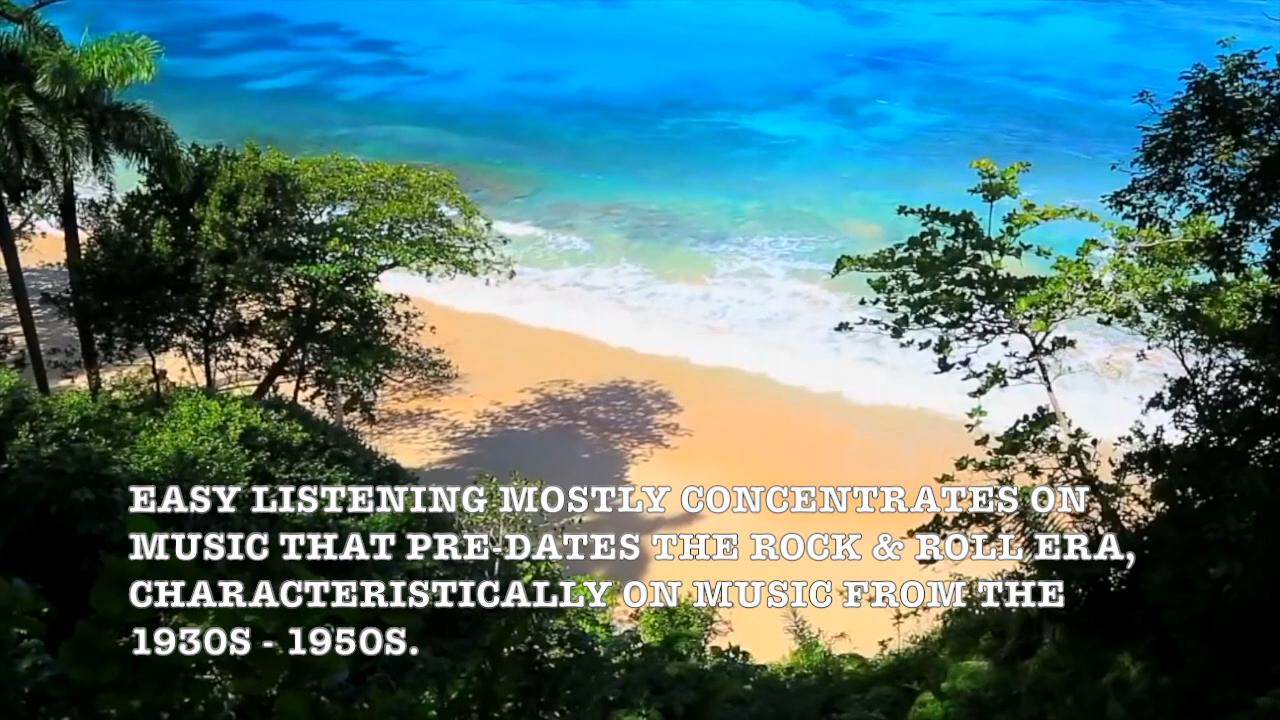 EASY LISTENING MOSTLY CONCENTRATES ON
MUSIC THAT PRE-DATES THE ROCK & ROLL ERA,
CHARACTERISTICALLY ON MUSIC FROM THE
1930S - 1950S.